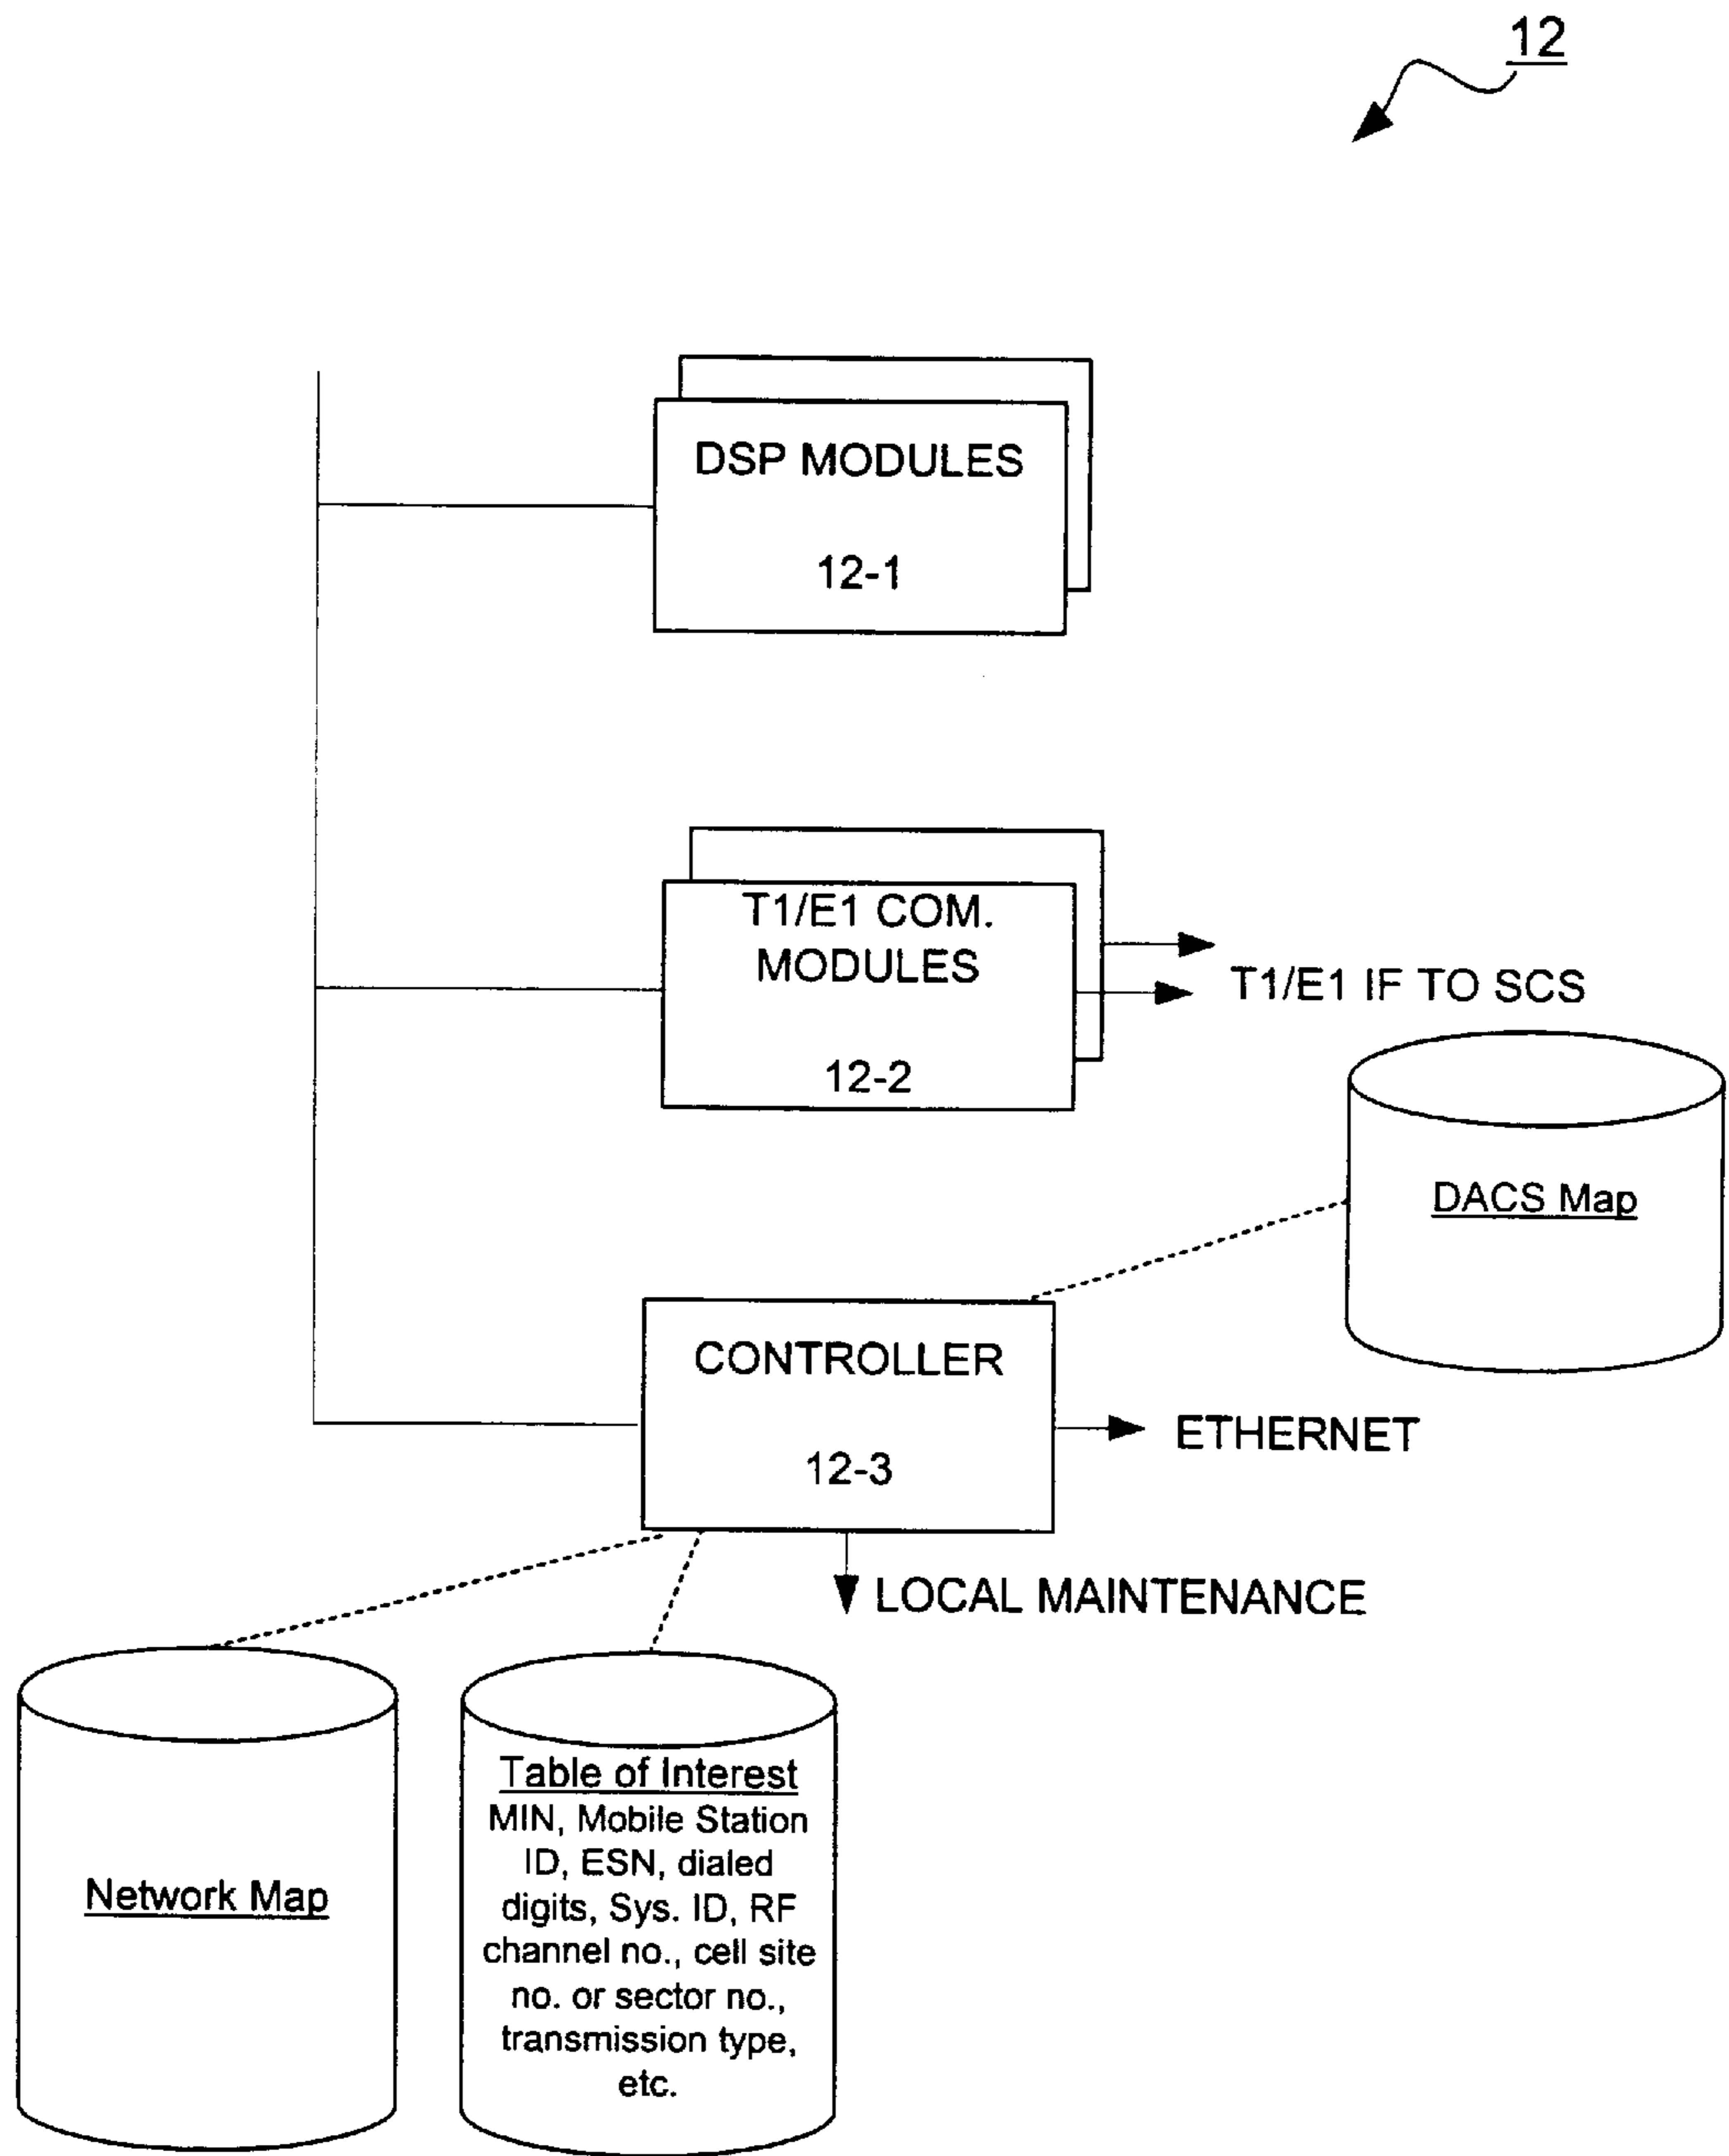 12
DSP MODULES
12-1
T1/E1 COM.
MODULES
12-2
T1/E1 IF TO SCS
DACS Map
CONTROLLER
12-3
ETHERNET
LOCAL MAINTENANCE
Network Map
Table of Interest
MIN, Mobile Station
ID, ESN, dialed
digits, Sys. ID, RF
channel no., cell site
no. or sector no.,
transmission type,
etc.